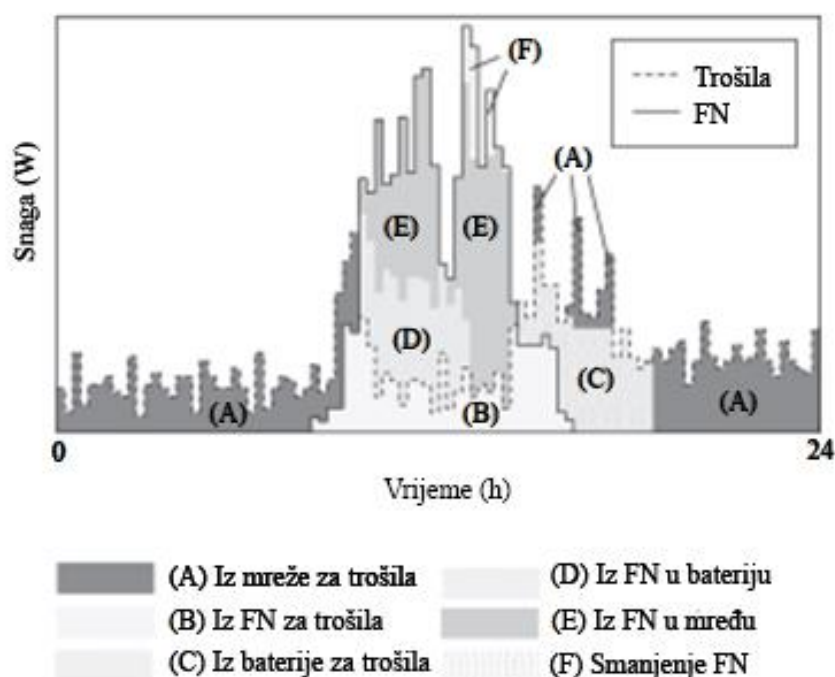 (F)
Trošila
FN
(A)
Snaga (W)
(E)
(E)
(D)
(C)
(A)
(B)
(A)
0
24
Vrijeme (h)
(A) Iz mreže za trošila
(D) Iz FN u bateriju
(B) Iz FN za trošila
(E) Iz FN u mređu
(C) Iz baterije za trošila
(F) Smanjenje FN